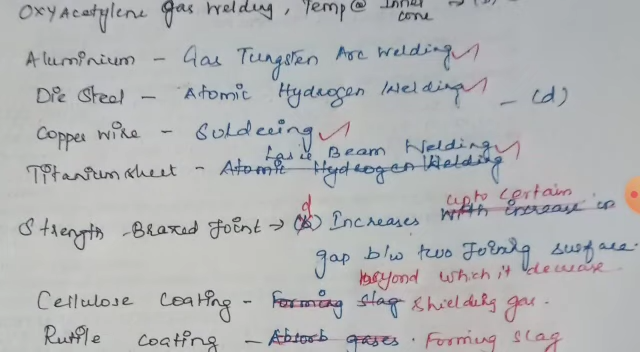 OXYAcetylene gas welding, Temp @ Inner cone →
Aluminium - Gas Tungsten Arc Welding ✓
Die Steel - Atomic Hydrogen Welding ✓ - (d)
Copper wire - Soldeeing ✓
Titanium sheet - Atomic Hydrogen Welding Beam Welding ✓
Strength Brazed Joint → d (b) Increases with increase in upto certain
gap b/w two Joining surface.
beyond which it decrease.
Cellulose coating - Forming slag shielding gas.
Rutile coating - Absorb gases. Forming slag